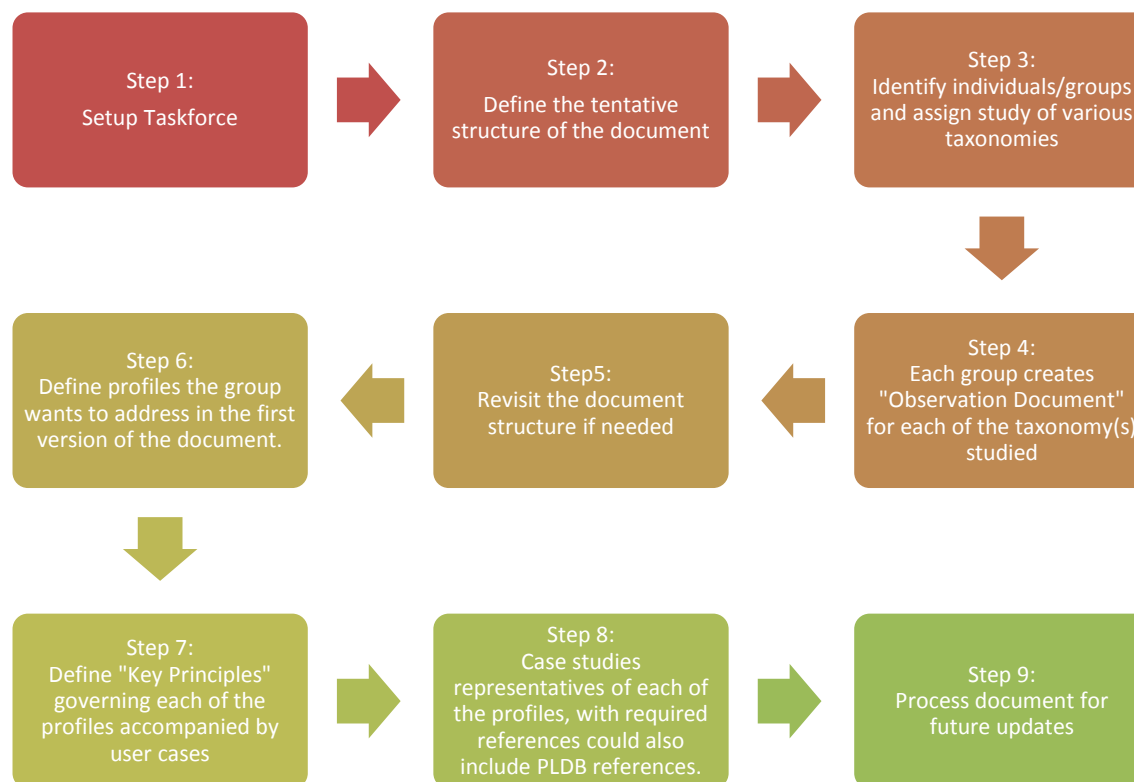 Step 1:
Setup Taskforce
Step 2:
Define the tentative
structure of the document
Step 3:
Identify individuals/groups
and assign study of various
taxonomies
Step 4:
Each group creates
"Observation Document"
for each of the taxonomy(s)
studied
Step5:
Revisit the document
structure if needed
Step 6:
Define profiles the group
wants to address in the first
version of the document.
Step 7:
Define "Key Principles"
governing each of the
profiles accompanied by
user cases
Step 8:
Case studies
representatives of each of
the profiles, with required
references could also
include PLDB references.
Step 9:
Process document for
future updates